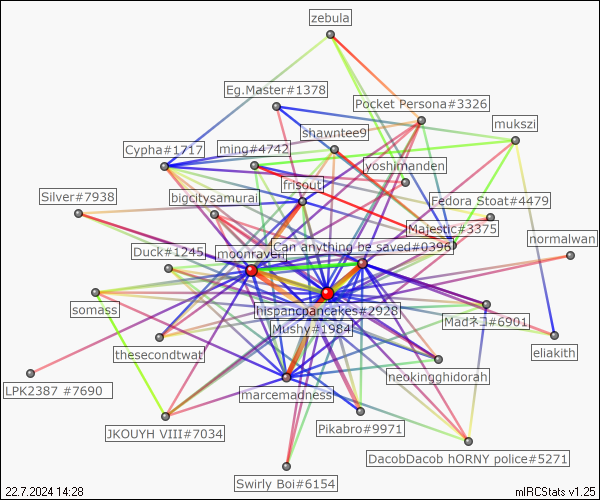 zebula
Eg.Master#1378
Pocket Persona#3326
mukszi
shawntee9
Cypha#1717
ming#4742
yoshimanden
frisout
Silver#7938
bigcitysamurai
Fedora Stoat#4479
Majestic#3375
normalwan
Can anything be saved#0396
Duck#1245
moonraven
somass
hispancpancakes#2928
Madネコ#6901
Mushy#1984
eliakith
thesecondtwat
neokingghidorah
LPK2387 #7690
marcemadness
JKOUYH VIII#7034
Pikabro#9971
DacobDacob hORNY police#5271
Swirly Boi#6154
22.7.2024 14:28
mIRCStats v1.25